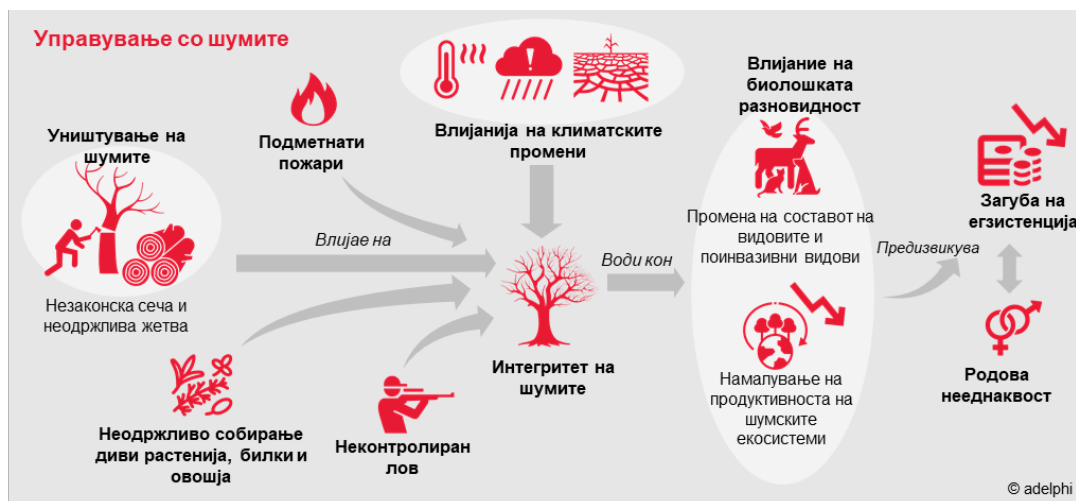 Управување со шумите
Уништување на
шумите
Незаконска сеча и
неодржлива жетва
Подметнати
пожари
Влијанија на климатските
промени
Влијае на
Неодржливо собирање
диви растенија, билки и
овошја
Неконтролиран
лов
Интегритет на
шумите
Води кон
Влијание на
биолошката
разновидност
Промена на составот на
видовите и
поинвазивни видови
Намалување на
продуктивноста на
шумските
екосистеми
Предизвикува
Загуба на
егзистенција
Родова
нееднаквост
© adelphi